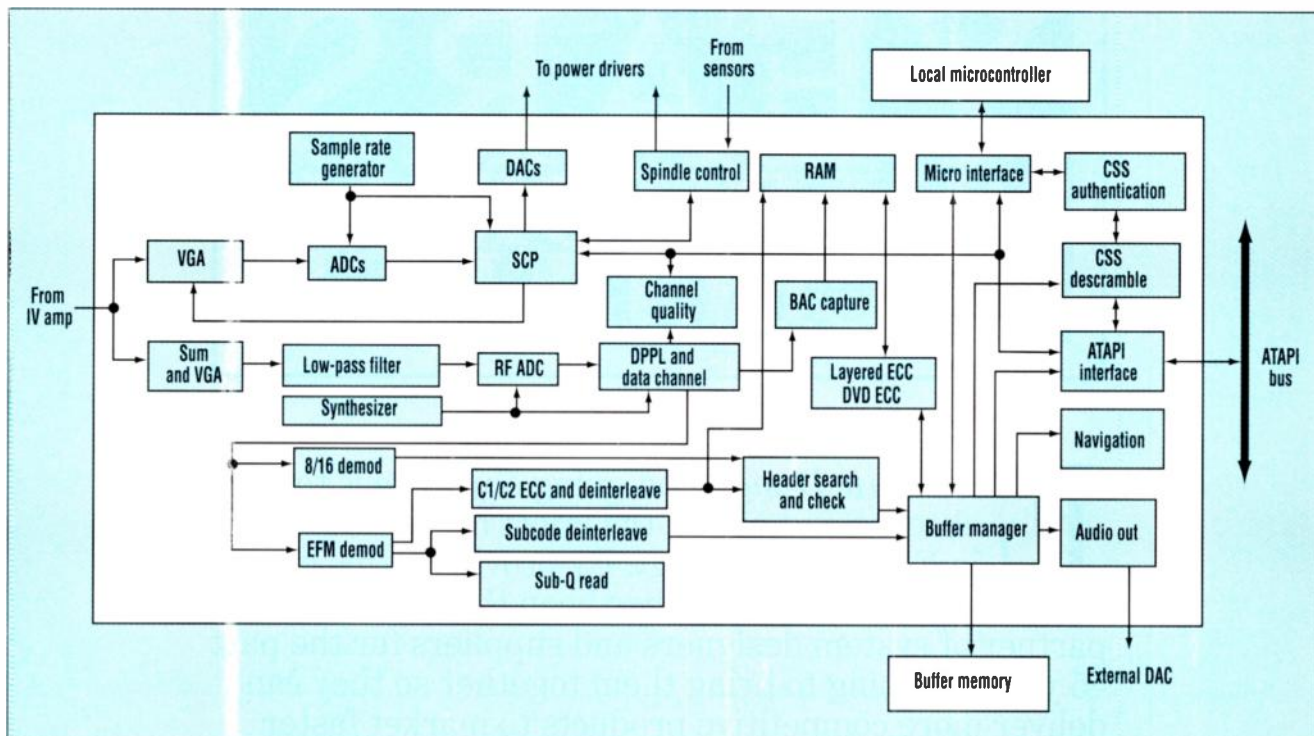 From
sensors
To power drivers
Local microcontroller
Sample rate
generator
DACs
Spindle control
RAM
Micro interface
CSS
authentication
VGA
ADCs
SCP
CSS
descramble
From
IV amp
Channel
quality
BAC capture
Sum
and VGA
Low-pass filter
RF ADC
DPPL and
data channel
Layered ECC
DVD ECC
ATAPI
interface
ATAPI
bus
Synthesizer
Navigation
8/16 demod
C1/C2 ECC and deinterleave
Header search
and check
EFM demod
Subcode deinterleave
Buffer manager
Audio out
Sub-Q read
Buffer memory
External DAC